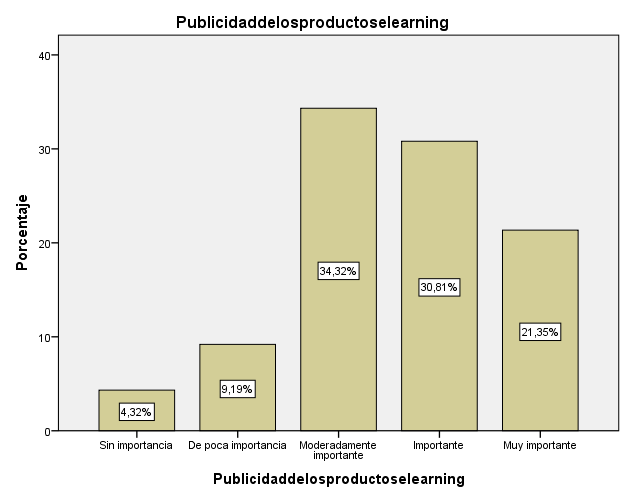 Publicidaddelosproductoselearning
Porcentaje
40
30
20
10
0
4,32%
9,19%
34,32%
30,81%
21,35%
Sin importancia
De poca importancia
Moderadamente
importante
Importante
Muy importante
Publicidaddelosproductoselearning